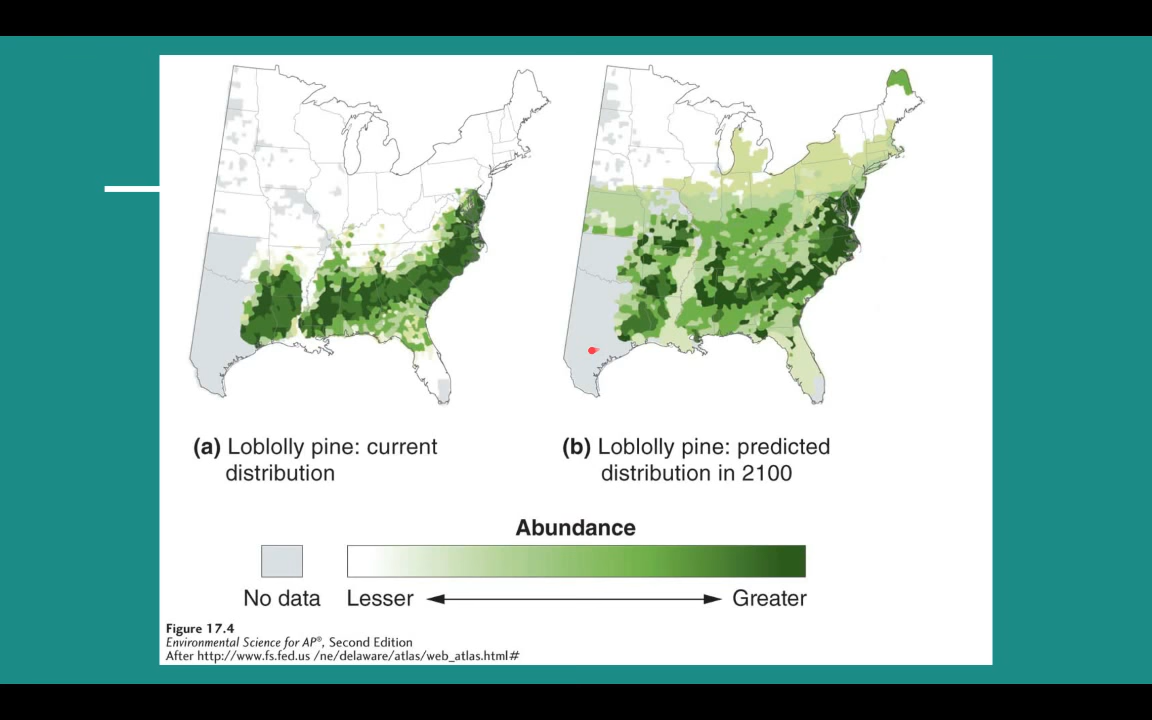 (a) Loblolly pine: current
distribution
(b) Loblolly pine: predicted
distribution in 2100
Abundance
No data
Lesser
Greater
Figure 17.4
Environmental Science for AP®, Second Edition
After http://www.fs.fed.us /ne/delaware/atlas/web_atlas.html#